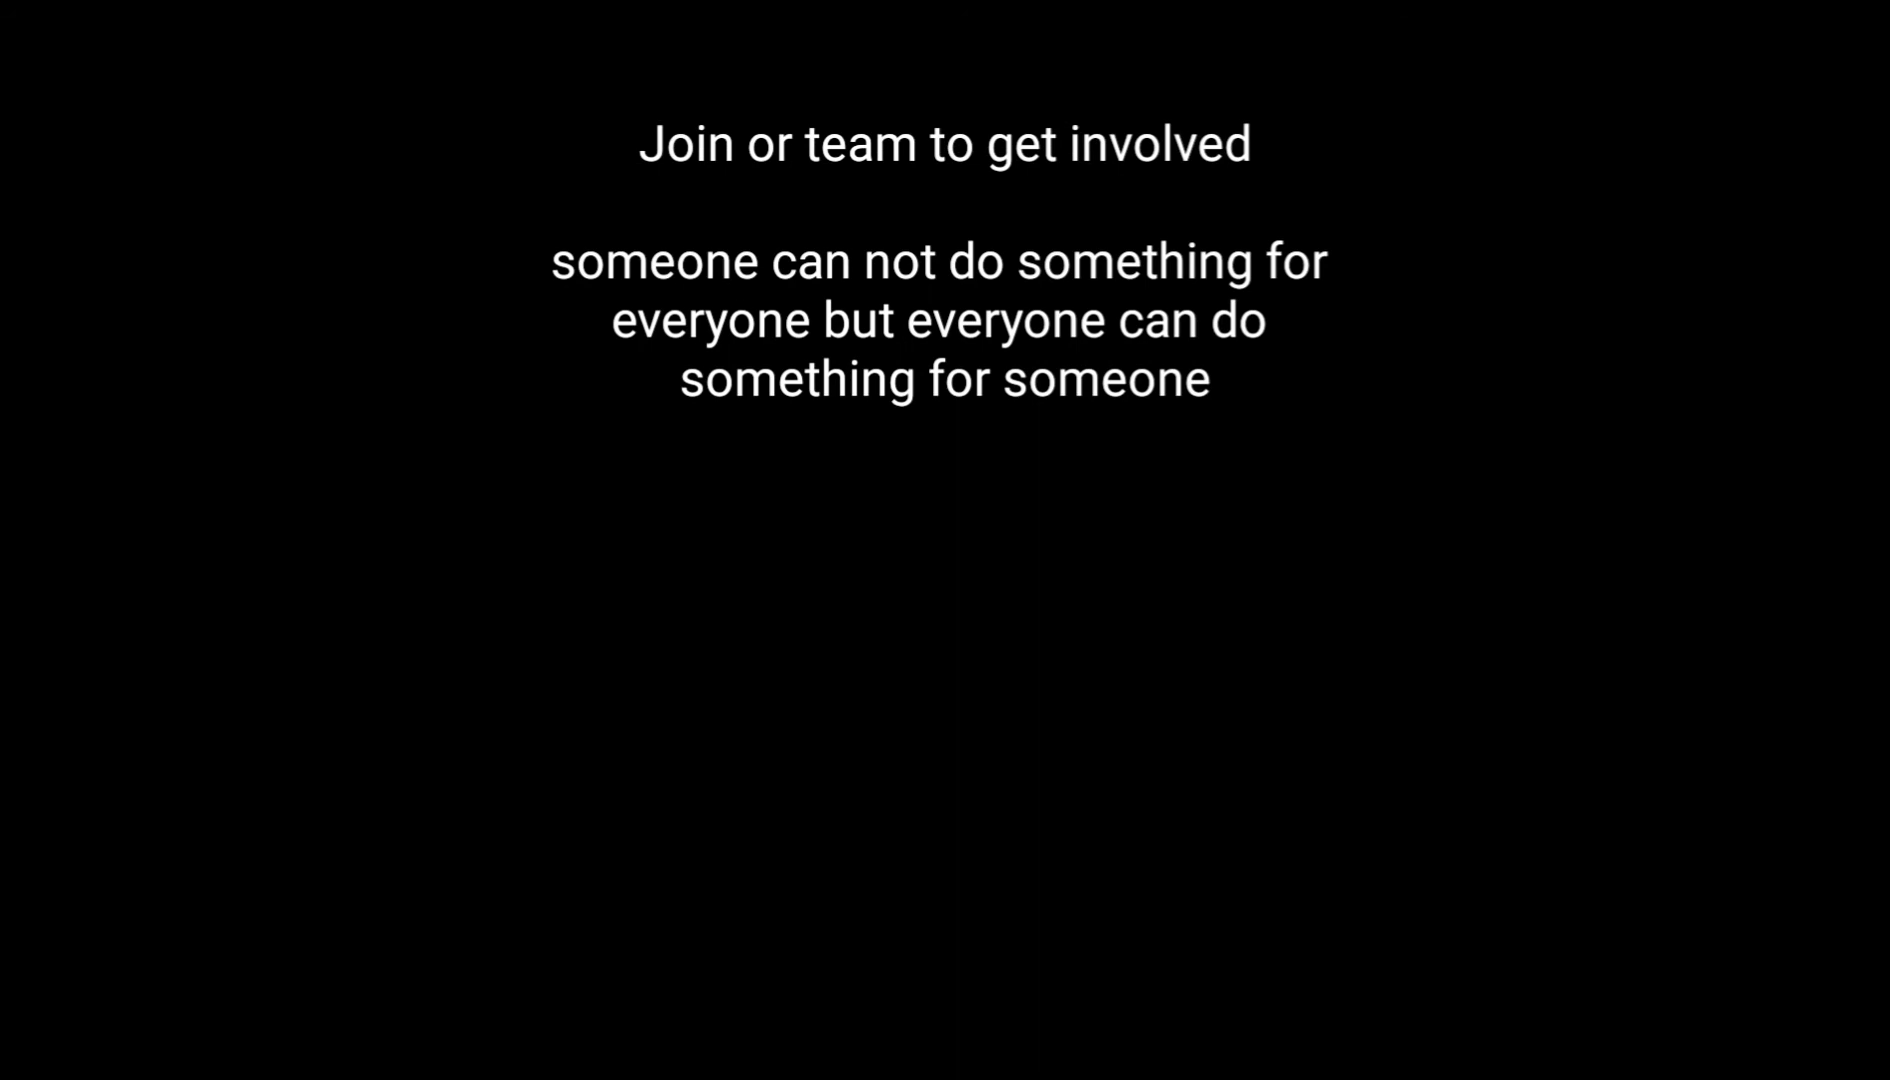 Join or team to get involved
someone can not do something for
everyone but everyone can do
something for someone